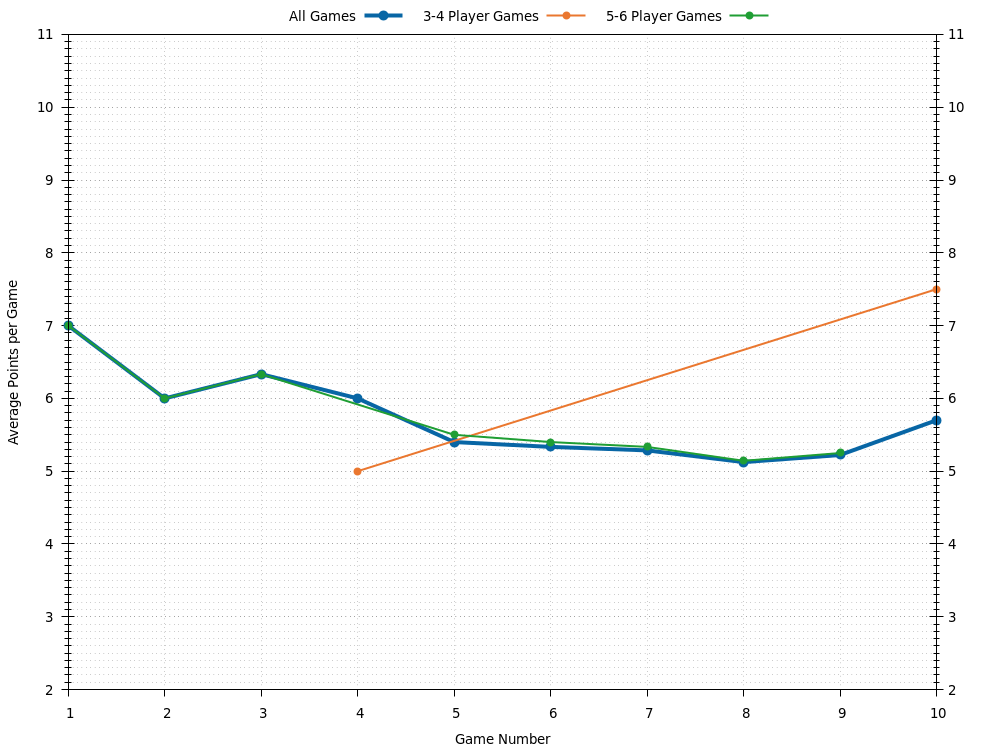 All Games 3-4 Player Games 5-6 Player Games
11 11
10 10
9 9
8 8
7 7
6 6
5 5
4 4
3 3
2 2
Average Points per Game
1 2 3 4 5 6 7 8 9 10
Game Number